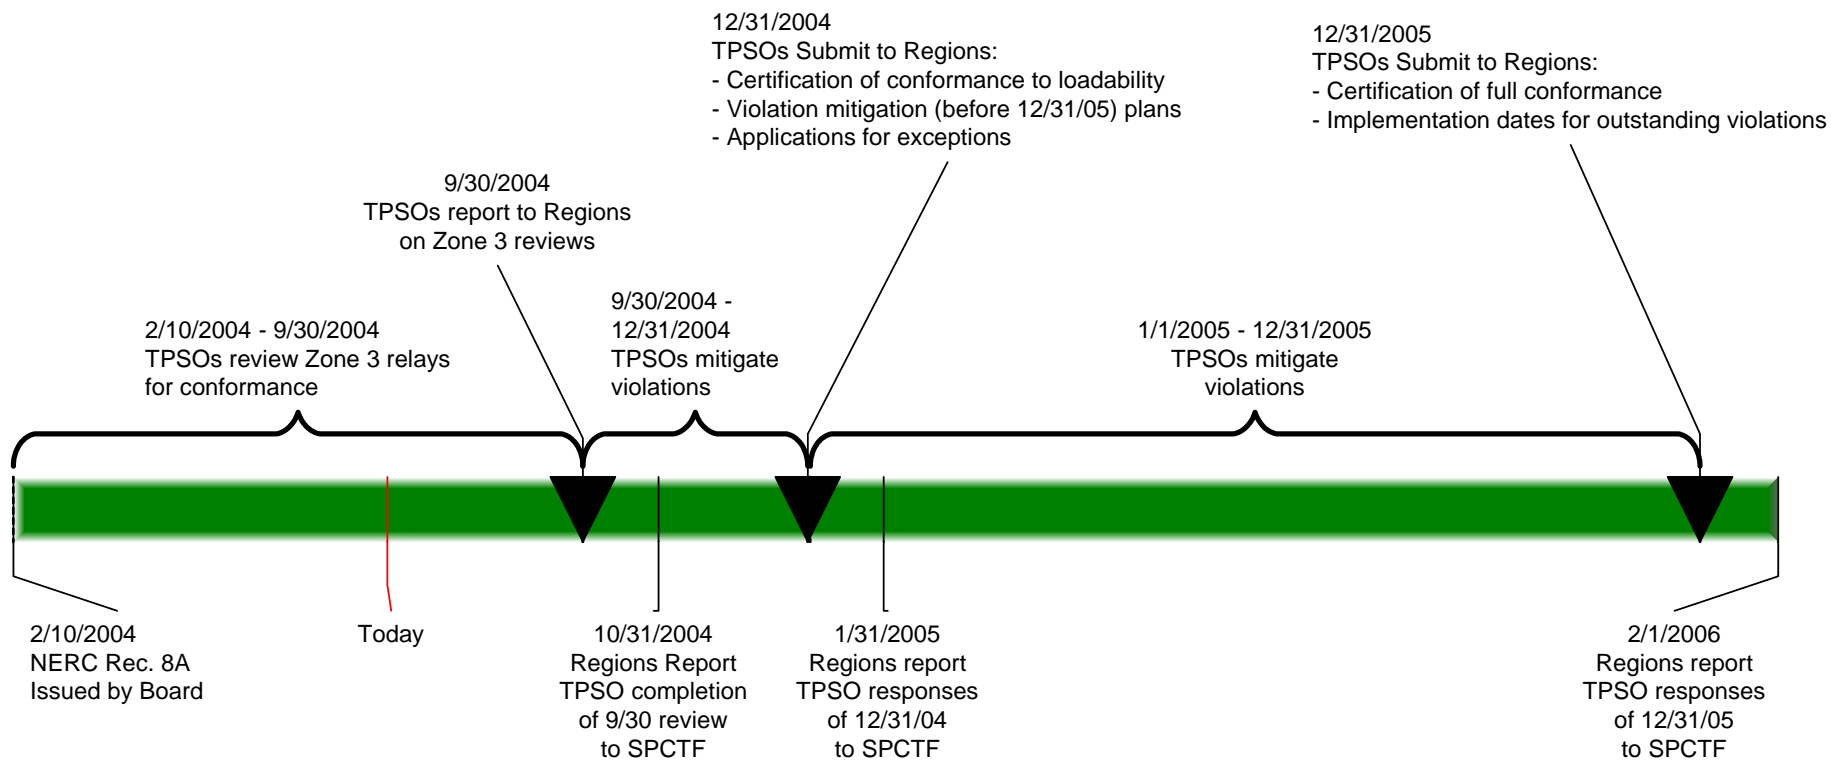 12/31/2004
TPSOs Submit to Regions:
- Certification of conformance to loadability
- Violation mitigation (before 12/31/05) plans
- Applications for exceptions
12/31/2005
TPSOs Submit to Regions:
- Certification of full conformance
- Implementation dates for outstanding violations
9/30/2004
TPSOs report to Regions
on Zone 3 reviews
2/10/2004 - 9/30/2004
TPSOs review Zone 3 relays
for conformance
9/30/2004 -
12/31/2004
TPSOs mitigate
violations
1/1/2005 - 12/31/2005
TPSOs mitigate
violations
2/10/2004
NERC Rec. 8A
Issued by Board
Today
10/31/2004
Regions Report
TPSO completion
of 9/30 review
to SPCTF
1/31/2005
Regions report
TPSO responses
of 12/31/04
to SPCTF
2/1/2006
Regions report
TPSO responses
of 12/31/05
to SPCTF